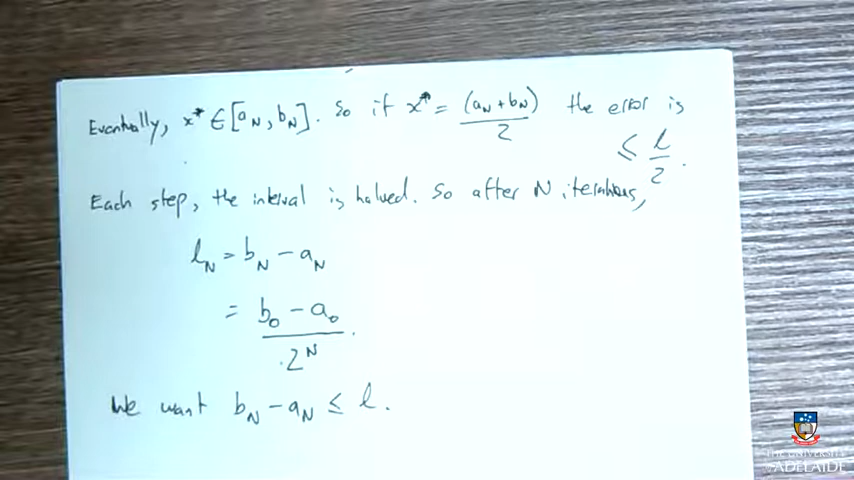 Eventually, x* ∈ [a_N, b_N]. So if x* = (a_N + b_N)/2 the error is ≤ l/2.
Each step, the interval is halved. So after N iterations,
l_N = b_N - a_N
= (b_0 - a_0)/2^N.
We want b_N - a_N ≤ l.
THE UNIVERSITY
of ADELAIDE